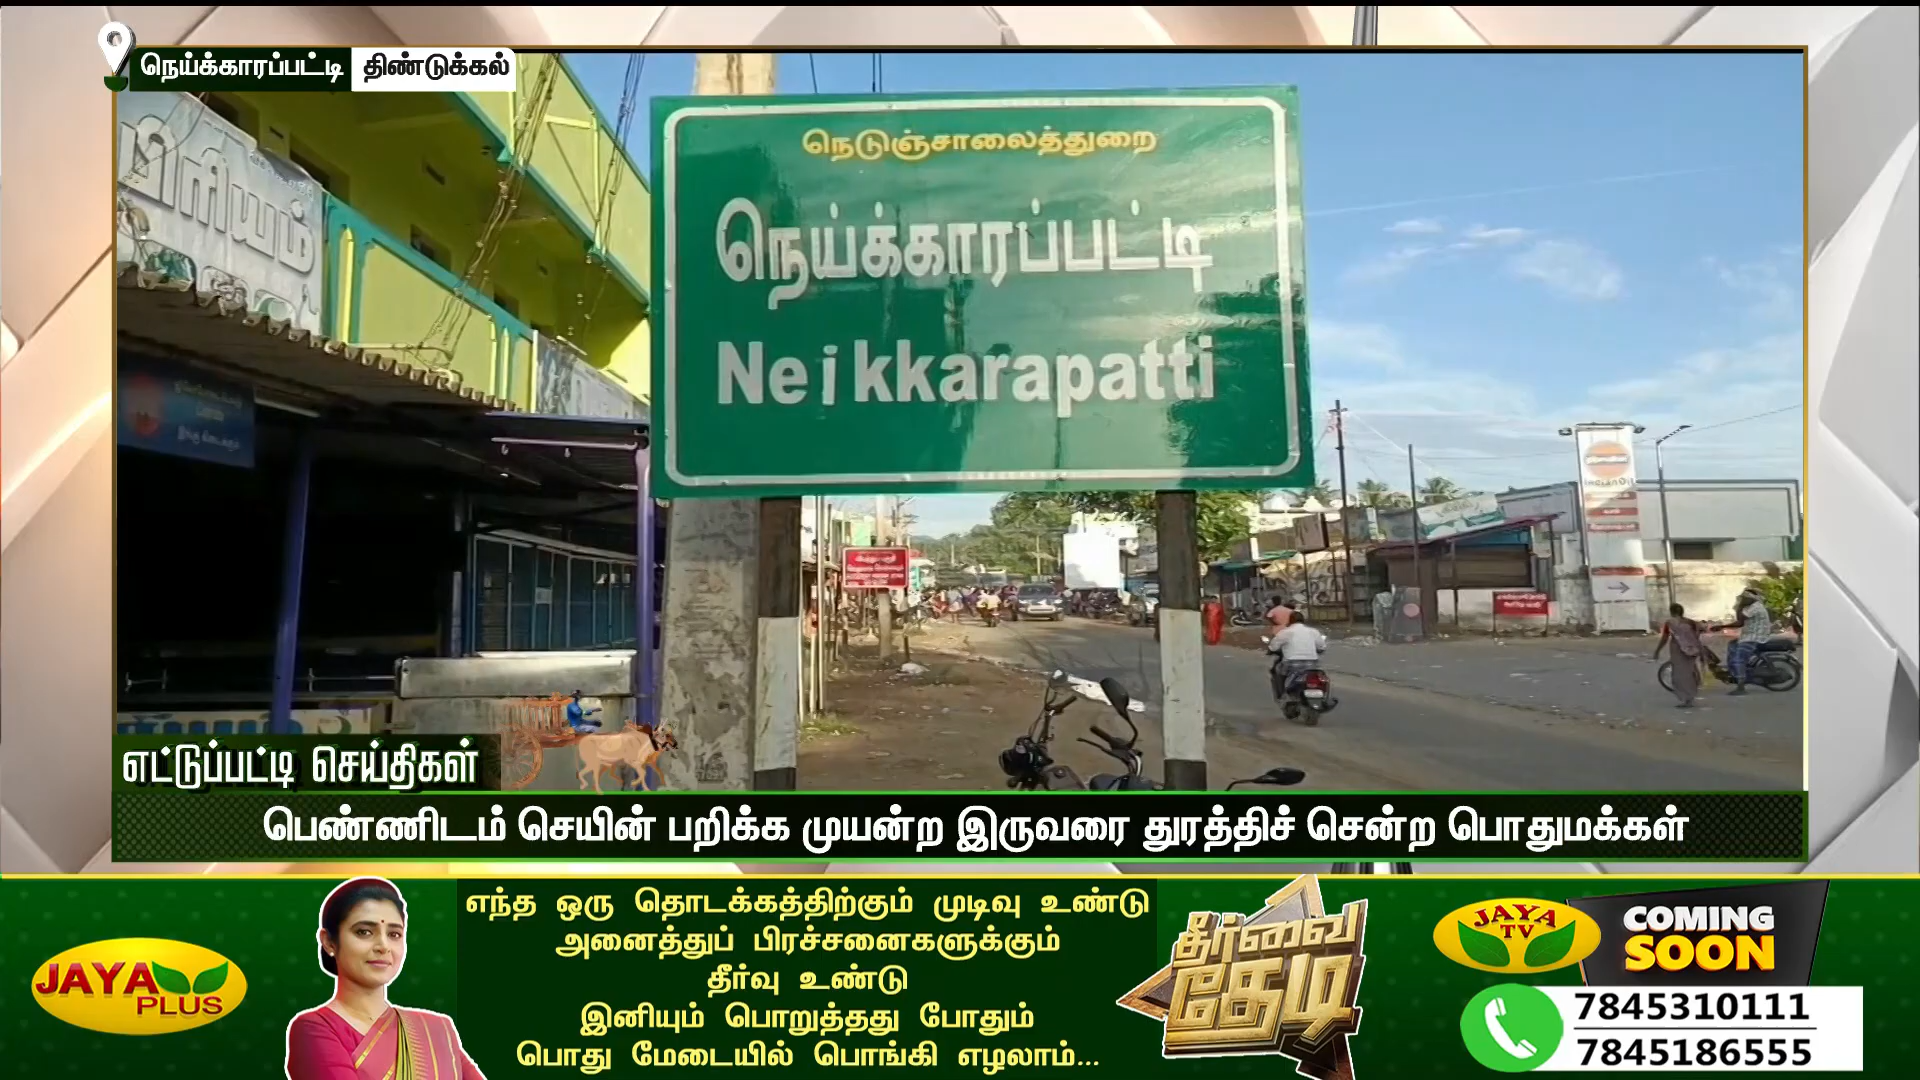 நெய்க்காரப்பட்டி திண்டுக்கல்
நெடுஞ்சாலைத்துறை
நெய்க்காரப்பட்டி
Neikkarapatti
பிரியம்
IndianOil
எட்டுப்பட்டி செய்திகள்
பெண்ணிடம் செயின் பறிக்க முயன்ற இருவரை துரத்திச் சென்ற பொதுமக்கள்
JAYA PLUS
எந்த ஒரு தொடக்கத்திற்கும் முடிவு உண்டு
அனைத்துப் பிரச்சனைகளுக்கும்
தீர்வு உண்டு
இனியும் பொறுத்தது போதும்
பொது மேடையில் பொங்கி எழலாம்...
தீர்வை
தேடி
JAYA
TV
COMING
SOON
7845310111
7845186555